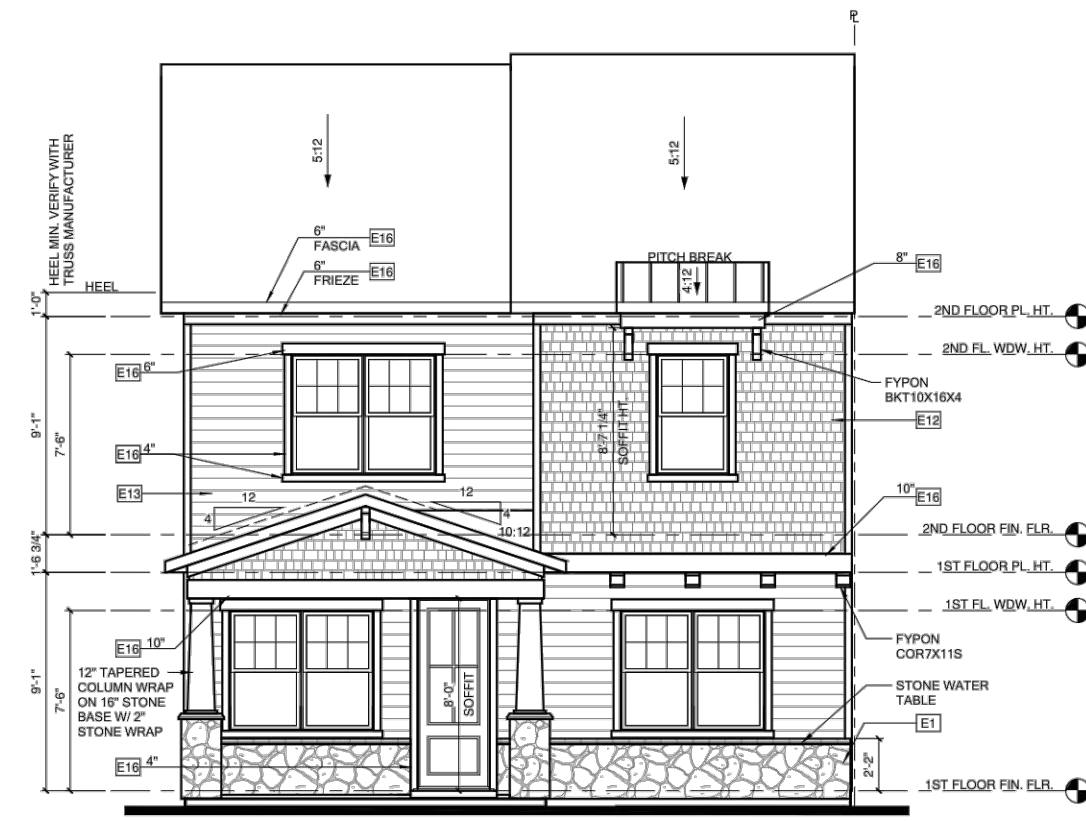 PL
5:12
5:12
HEEL MIN. VERIFY WITH
TRUSS MANUFACTURER
6"
FASCIA
E16
6"
FRIEZE
E16
PITCH BREAK
4:12
8"
E16
HEEL
1'-0"
2ND FLOOR PL. HT.
2ND FL. WDW. HT.
E16
6"
FYPON
BKT10X16X4
9'-1"
7'-6"
8'-7 1/4"
SOFFIT HT.
E12
E16
4"
E13
12
4
12
4
10:12
10"
E16
2ND FLOOR FIN. FLR.
1'-6 3/4"
1ST FLOOR PL. HT.
1ST FL. WDW. HT.
E16
10"
FYPON
COR7X11S
12" TAPERED
COLUMN WRAP
ON 16" STONE
BASE W/ 2"
STONE WRAP
9'-1"
7'-6"
8'-0"
SOFFIT
STONE WATER
TABLE
E1
E16
4"
2'-2"
1ST FLOOR FIN. FLR.